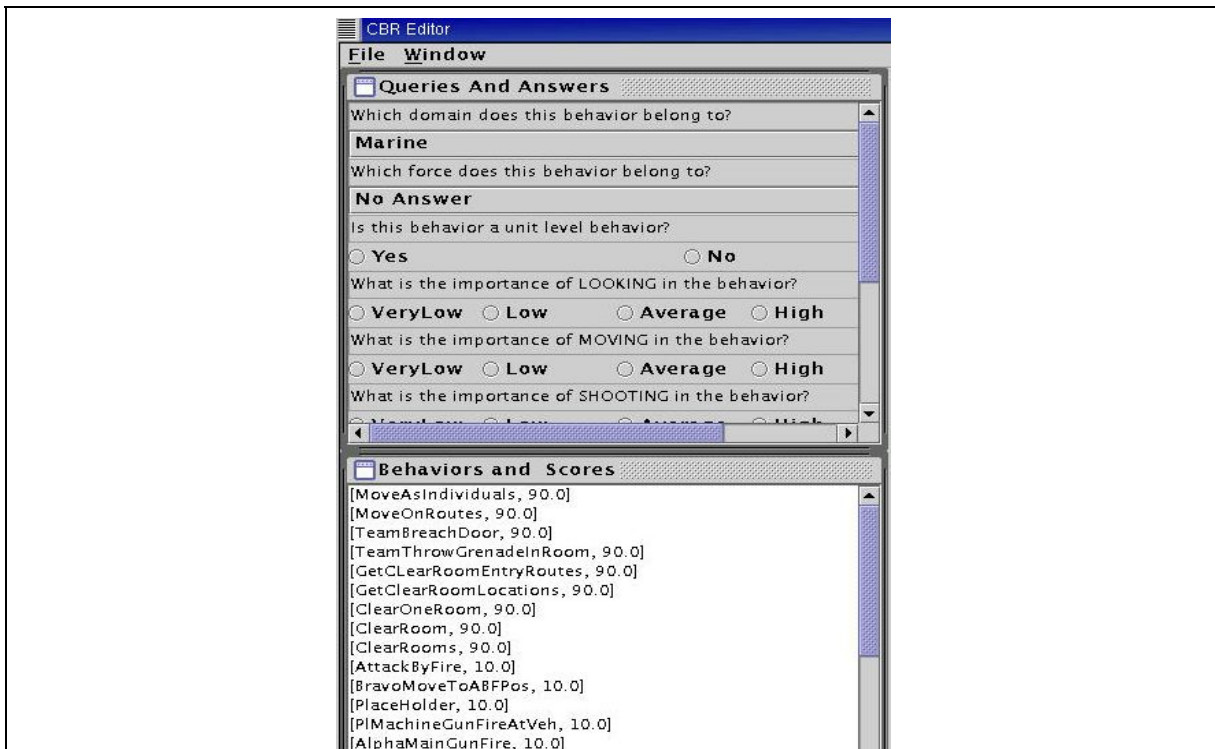 CBR Editor
File Window
Queries And Answers
Which domain does this behavior belong to?
Marine
Which force does this behavior belong to?
No Answer
Is this behavior a unit level behavior?
Yes No
What is the importance of LOOKING in the behavior?
VeryLow Low Average High
What is the importance of MOVING in the behavior?
VeryLow Low Average High
What is the importance of SHOOTING in the behavior?
VeryLow Low Average High
Behaviors and Scores
[MoveAsIndividuals, 90.0]
[MoveOnRoutes, 90.0]
[TeamBreachDoor, 90.0]
[TeamThrowGrenadeInRoom, 90.0]
[GetCLearRoomEntryRoutes, 90.0]
[GetClearRoomLocations, 90.0]
[ClearOneRoom, 90.0]
[ClearRoom, 90.0]
[ClearRooms, 90.0]
[AttackByFire, 10.0]
[BravoMoveToABFPos, 10.0]
[PlaceHolder, 10.0]
[PlMachineGunFireAtVeh, 10.0]
[AlphaMainGunFire, 10.0]